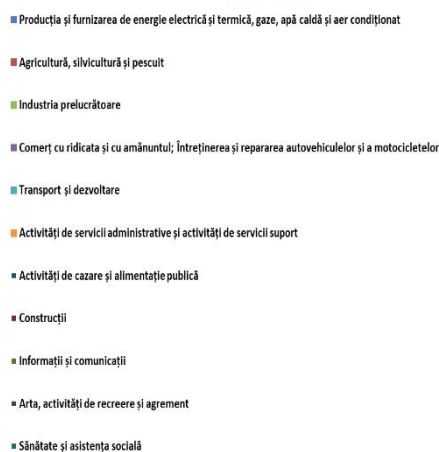 Producția și furnizarea de energie electrică și termică, gaze, apă caldă și aer condiționat
Agricultură, silvicultură și pescuit
Industria prelucrătoare
Comerț cu ridicata și cu amănuntul; Întreținerea și repararea autovehiculelor și a motocicletelor
Transport și dezvoltare
Activități de servicii administrative și activități de servicii suport
Activități de cazare și alimentație publică
Construcții
Informații și comunicații
Arta, activități de recreere și agrement
Sănătate și asistența socială